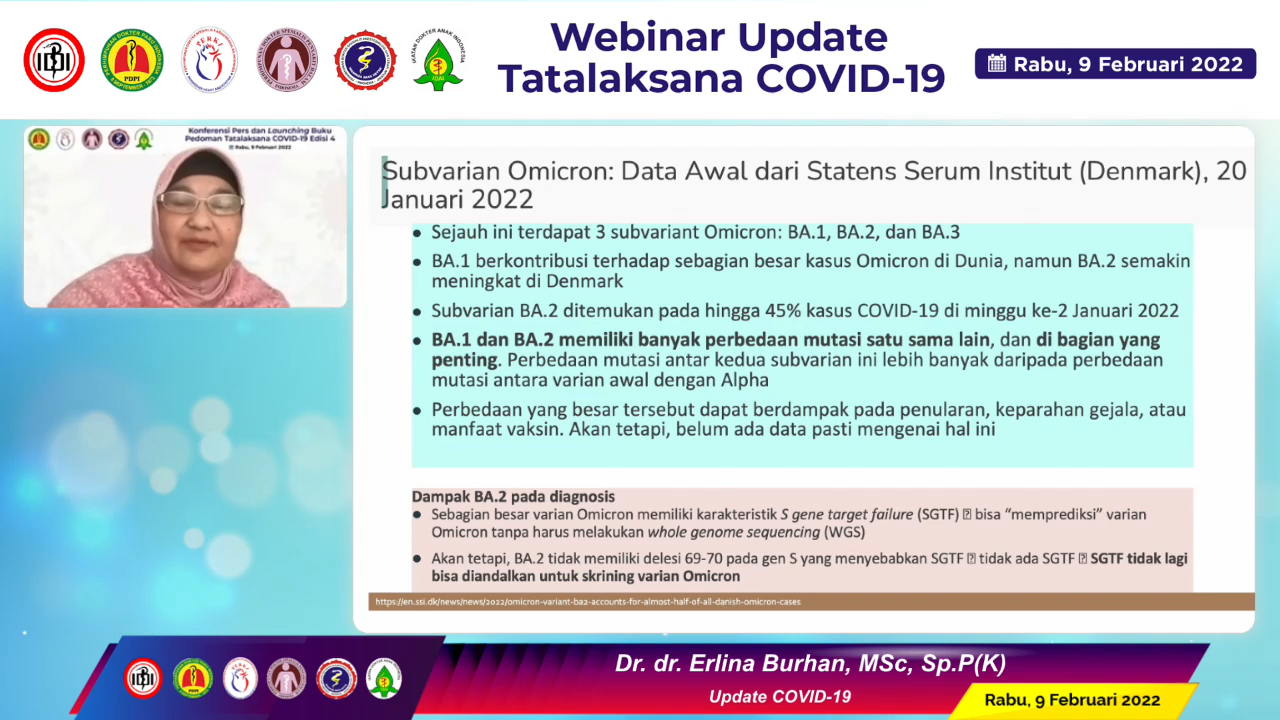 Webinar Update
Tatalaksana COVID-19
Rabu, 9 Februari 2022
IDI
PDPI
PERKI
IKATAN DOKTER ANAK INDONESIA
IDAI
Konferensi Pers dan Launching Buku
Pedoman Tatalaksana COVID-19 Edisi 4
Rabu, 9 Februari 2022
Subvarian Omicron: Data Awal dari Statens Serum Institut (Denmark), 20
Januari 2022
● Sejauh ini terdapat 3 subvariant Omicron: BA.1, BA.2, dan BA.3
● BA.1 berkontribusi terhadap sebagian besar kasus Omicron di Dunia, namun BA.2 semakin
meningkat di Denmark
● Subvarian BA.2 ditemukan pada hingga 45% kasus COVID-19 di minggu ke-2 Januari 2022
● BA.1 dan BA.2 memiliki banyak perbedaan mutasi satu sama lain, dan di bagian yang
penting. Perbedaan mutasi antar kedua subvarian ini lebih banyak daripada perbedaan
mutasi antara varian awal dengan Alpha
● Perbedaan yang besar tersebut dapat berdampak pada penularan, keparahan gejala, atau
manfaat vaksin. Akan tetapi, belum ada data pasti mengenai hal ini
Dampak BA.2 pada diagnosis
● Sebagian besar varian Omicron memiliki karakteristik S gene target failure (SGTF) ⍰ bisa “memprediksi” varian
Omicron tanpa harus melakukan whole genome sequencing (WGS)
● Akan tetapi, BA.2 tidak memiliki delesi 69-70 pada gen S yang menyebabkan SGTF ⍰ tidak ada SGTF ⍰ SGTF tidak lagi
bisa diandalkan untuk skrining varian Omicron
https://en.ssi.dk/news/news/2022/omicron-variant-ba2-accounts-for-almost-half-of-all-danish-omicron-cases
Dr. dr. Erlina Burhan, MSc, Sp.P(K)
Update COVID-19
Rabu, 9 Februari 2022